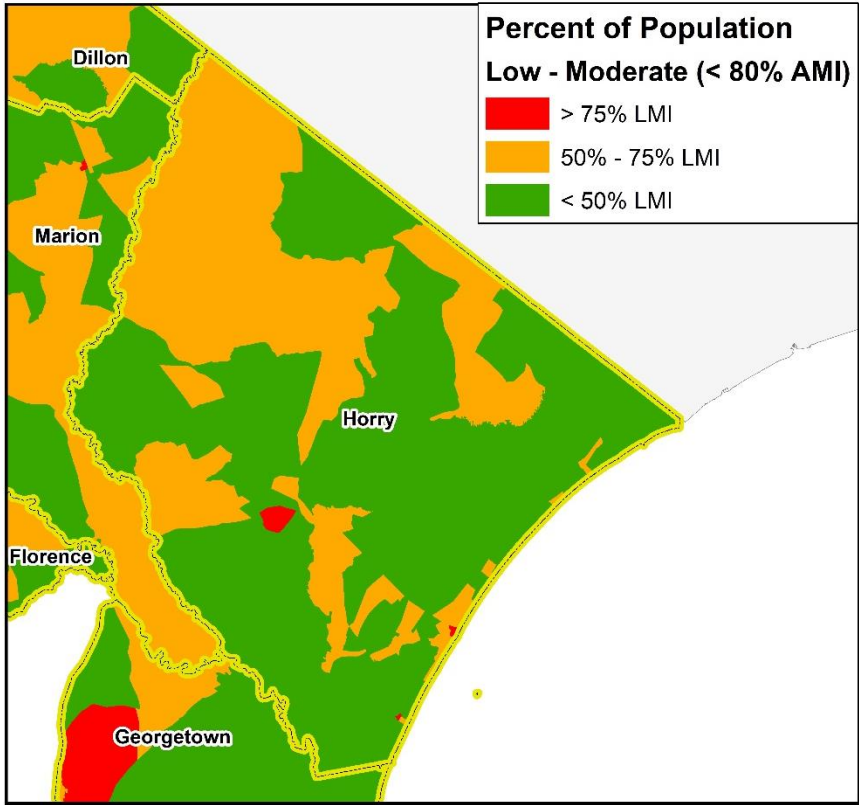 Percent of Population
Low - Moderate (< 80% AMI)
> 75% LMI
50% - 75% LMI
< 50% LMI
Dillon
Marion
Horry
Florence
Georgetown